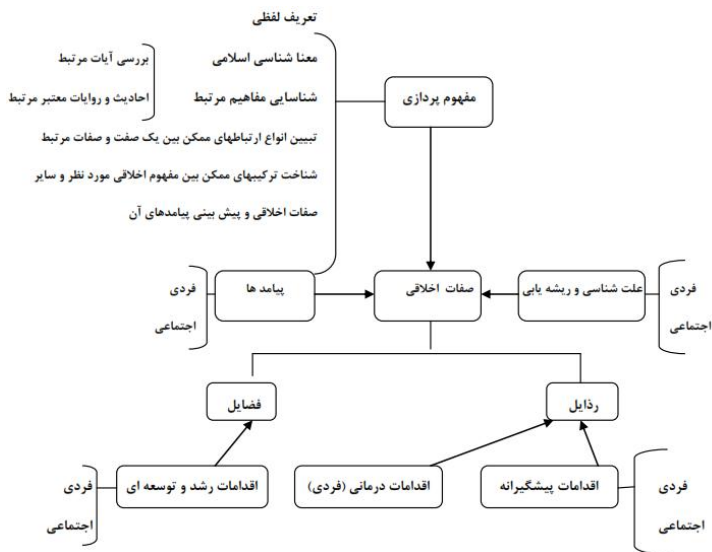 تعریف لفظی
معنا شناسی اسلامی
بررسی آیات مرتبط
مفهوم پردازی
شناسایی مفاهیم مرتبط
احادیث و روایات معتبر مرتبط
تبیین انواع ارتباطهای ممکن بین یک صفت و صفات مرتبط
شناخت ترکیبهای ممکن بین مفهوم اخلاقی مورد نظر و سایر
صفات اخلاقی و پیش بینی پیامدهای آن
فردی
علت شناسی و ریشه یابی
صفات اخلاقی
پیامد ها
فردی
اجتماعی
اجتماعی
رذایل
فضایل
فردی
اقدامات پیشگیرانه
اقدامات درمانی (فردی)
اقدامات رشد و توسعه ای
فردی
اجتماعی
اجتماعی